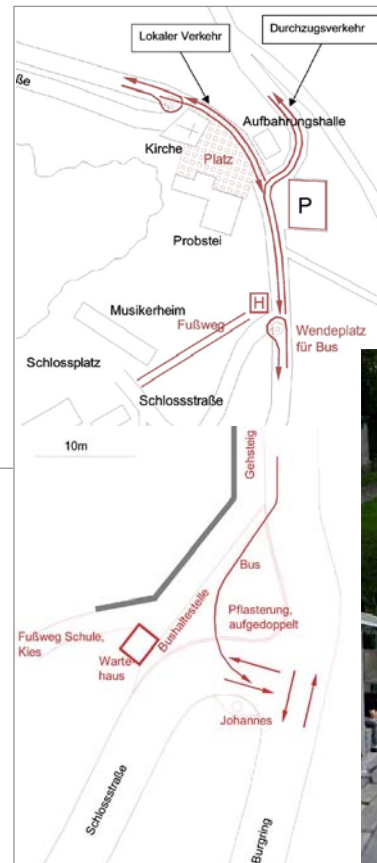 Lokaler Verkehr
Durchzugsverkehr
ße
Aufbahrungshalle
Kirche
Platz
P
Probstei
H
Musikerheim
Fußweg
Wendeplatz
für Bus
Schlossplatz
Schlossstraße
10m
Gehsteig
Bus
Bushaltestelle
Pflasterung,
aufgedoppelt
Fußweg Schule,
Kies
Warte
haus
Johannes
Schlossstraße
Burgring